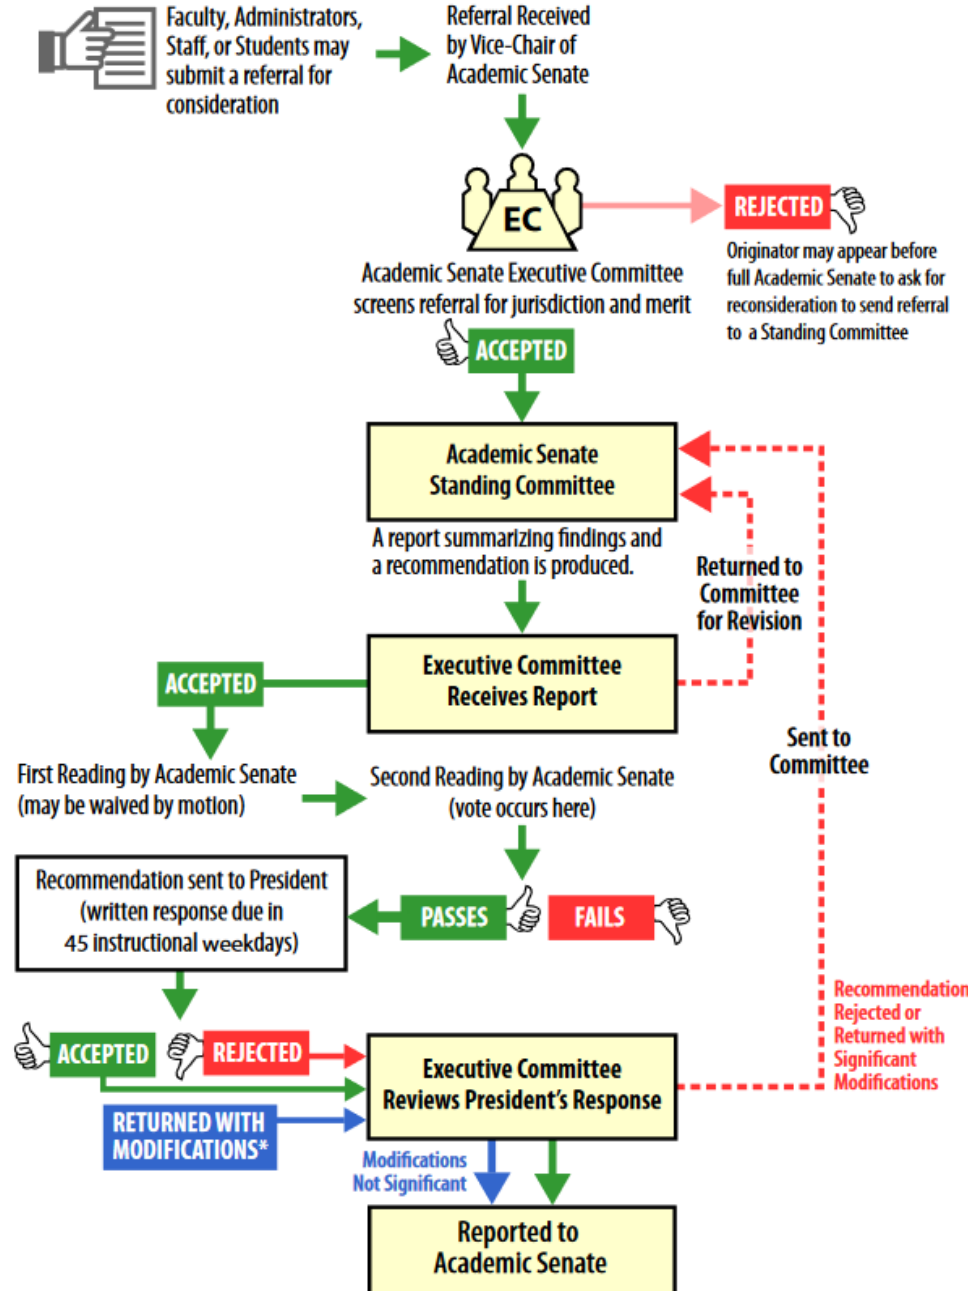 Faculty, Administrators,
Staff, or Students may
submit a referral for
consideration
Referral Received
by Vice-Chair of
Academic Senate
EC
REJECTED
Originator may appear before
full Academic Senate to ask for
reconsideration to send referral
to a Standing Committee
Academic Senate Executive Committee
screens referral for jurisdiction and merit
ACCEPTED
Academic Senate
Standing Committee
A report summarizing findings and
a recommendation is produced.
Returned to
Committee
for Revision
Executive Committee
Receives Report
ACCEPTED
Sent to
Committee
First Reading by Academic Senate
(may be waived by motion)
Second Reading by Academic Senate
(vote occurs here)
Recommendation sent to President
(written response due in
45 instructional weekdays)
PASSES
FAILS
Recommendation
Rejected or
Returned with
Significant
Modifications
ACCEPTED
REJECTED
RETURNED WITH
MODIFICATIONS*
Executive Committee
Reviews President's Response
Modifications
Not Significant
Reported to
Academic Senate